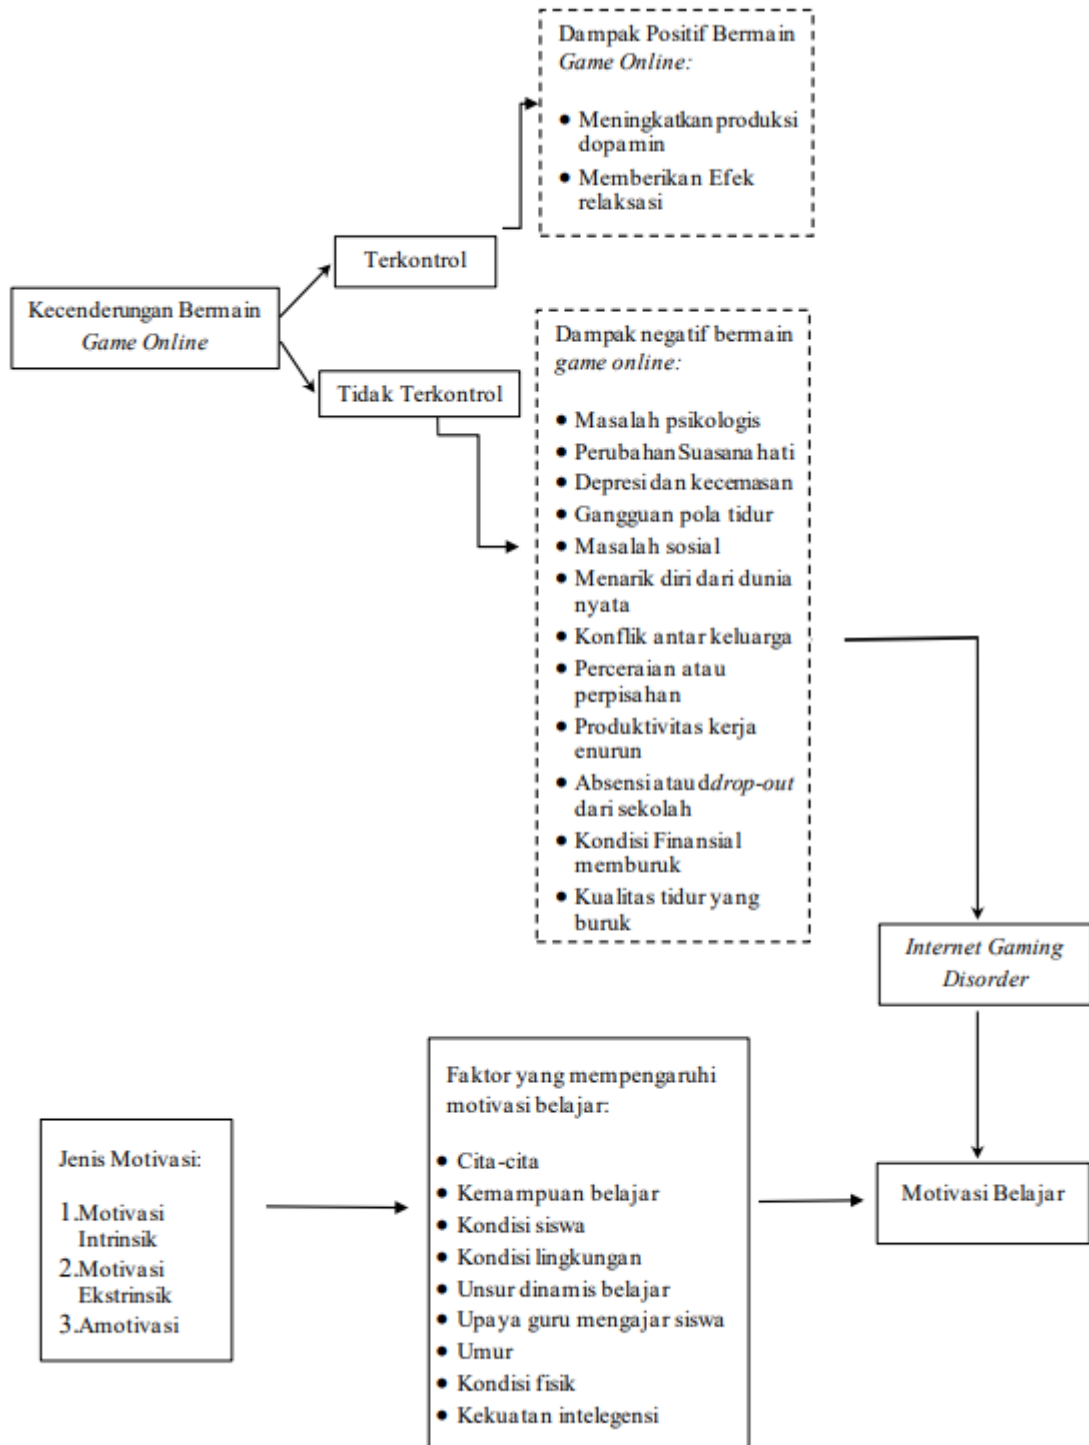 Dampak Positif Bermain
Game Online:
● Meningkatkan produksi
dopamin
● Memberikan Efek
relaksasi
Terkontrol
Kecenderungan Bermain
Game Online
Tidak Terkontrol
Dampak negatif bermain
game online:
● Masalah psikologis
● Perubahan Suasana hati
● Depresi dan kecemasan
● Gangguan pola tidur
● Masalah sosial
● Menarik diri dari dunia
nyata
● Konflik antar keluarga
● Perceraian atau
perpisahan
● Produktivitas kerja
enurun
● Absensi atau ddrop-out
dari sekolah
● Kondisi Finansial
memburuk
● Kualitas tidur yang
buruk
Internet Gaming
Disorder
Jenis Motivasi:
1.Motivasi
Intrinsik
2.Motivasi
Ekstrinsik
3.Amotivasi
Faktor yang mempengaruhi
motivasi belajar:
● Cita-cita
● Kemampuan belajar
● Kondisi siswa
● Kondisi lingkungan
● Unsur dinamis belajar
● Upaya guru mengajar siswa
● Umur
● Kondisi fisik
● Kekuatan intelegensi
Motivasi Belajar